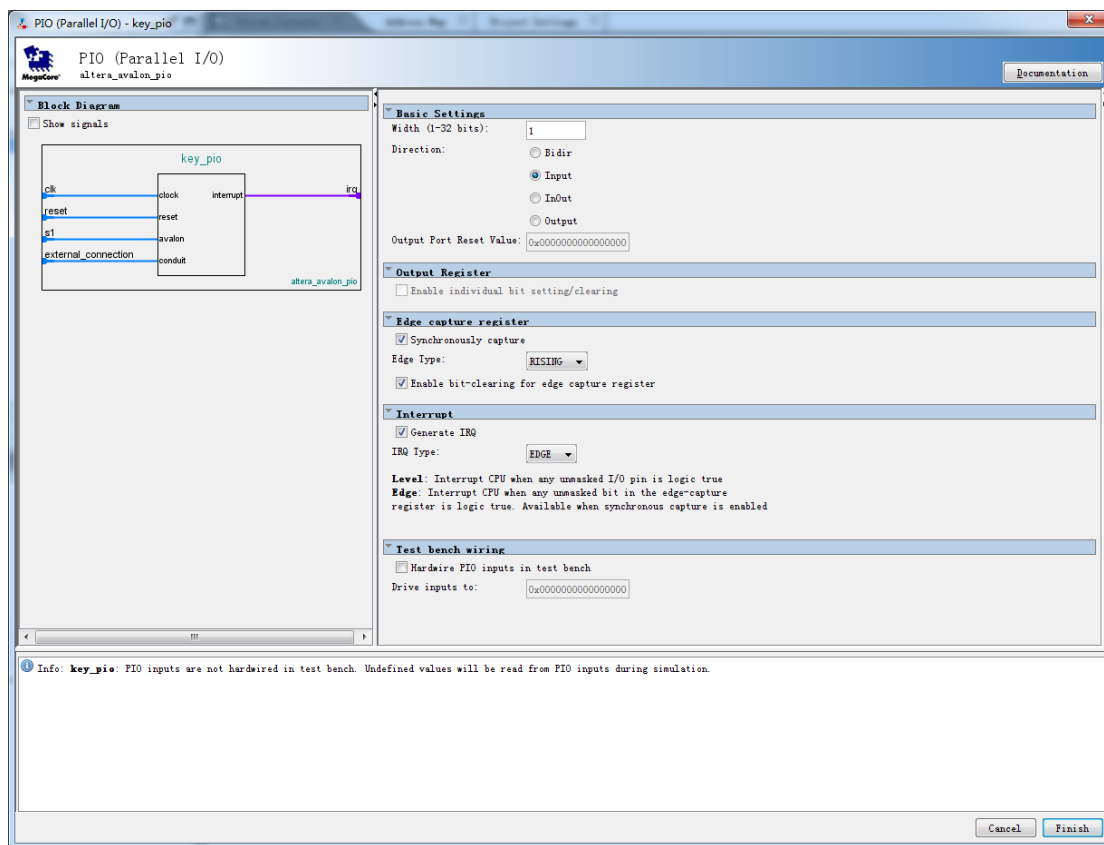 PIO (Parallel I/O) - key_pio
MegaCore®
PIO (Parallel I/O)
altera_avalon_pio
Documentation
Block Diagram
Show signals
key_pio
clk
clock
interrupt
irq
reset
reset
s1
avalon
external_connection
conduit
altera_avalon_pio
Basic Settings
Width (1-32 bits): 1
Direction: Bidir
Input
InOut
Output
Output Port Reset Value: 0x0000000000000000
Output Register
Enable individual bit setting/clearing
Edge capture register
Synchronously capture
Edge Type: RISING
Enable bit-clearing for edge capture register
Interrupt
Generate IRQ
IRQ Type: EDGE
Level: Interrupt CPU when any unmasked I/O pin is logic true
Edge: Interrupt CPU when any unmasked bit in the edge-capture
register is logic true. Available when synchronous capture is enabled
Test bench wiring
Hardwire PIO inputs in test bench
Drive inputs to: 0x0000000000000000
Info: key_pio: PIO inputs are not hardwired in test bench. Undefined values will be read from PIO inputs during simulation.
Cancel Finish